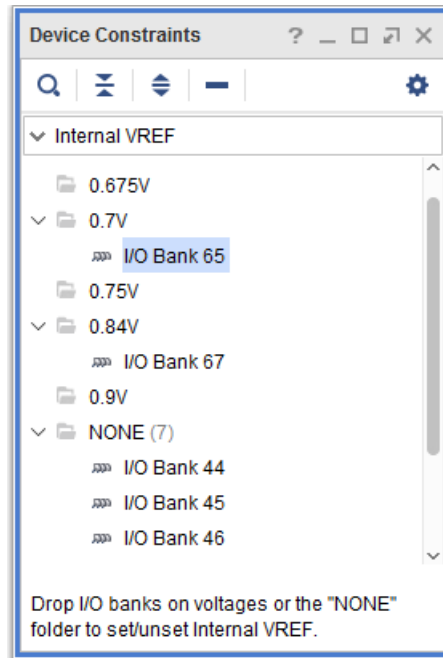 Device Constraints
Internal VREF
0.675V
0.7V
I/O Bank 65
0.75V
0.84V
I/O Bank 67
0.9V
NONE (7)
I/O Bank 44
I/O Bank 45
I/O Bank 46
Drop I/O banks on voltages or the "NONE"
folder to set/unset Internal VREF.